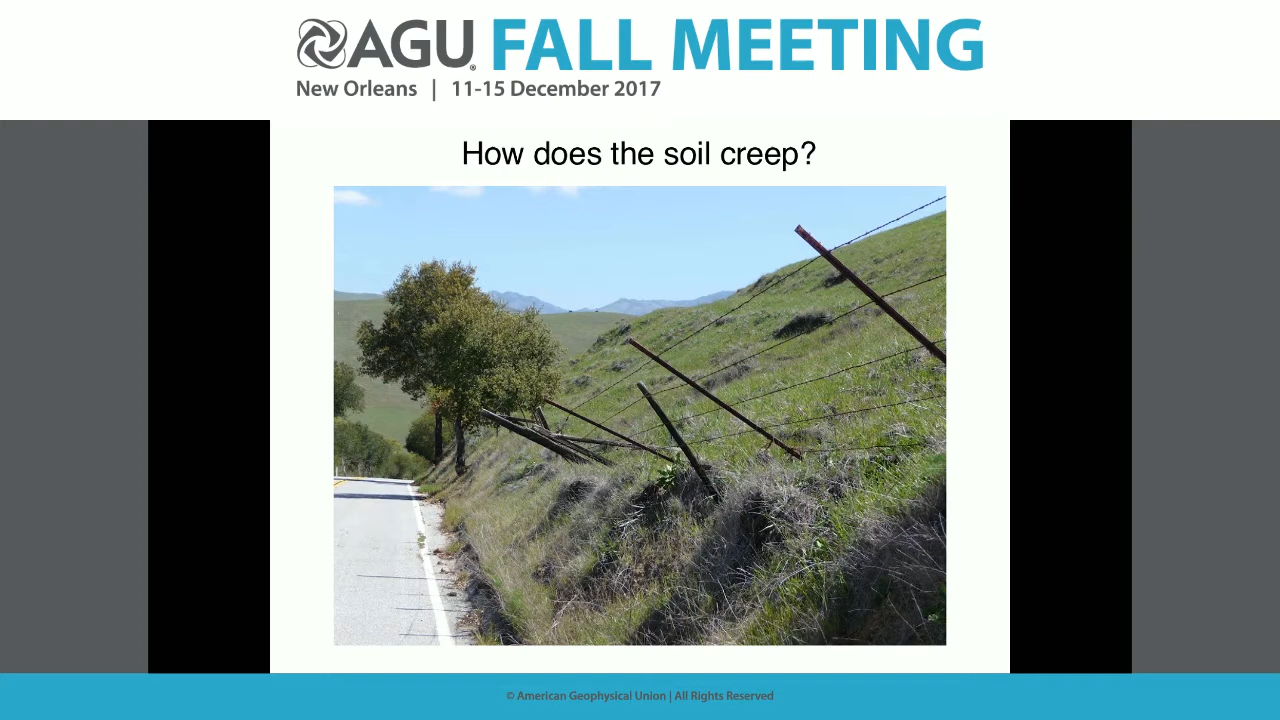 AGU® FALL MEETING
New Orleans | 11-15 December 2017
How does the soil creep?
© American Geophysical Union | All Rights Reserved